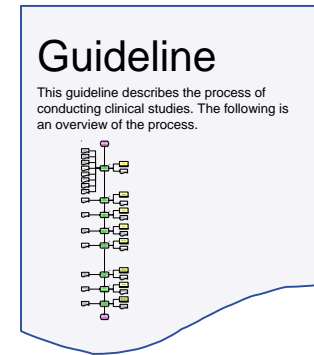 Guideline
This guideline describes the process of
conducting clinical studies. The following is
an overview of the process.